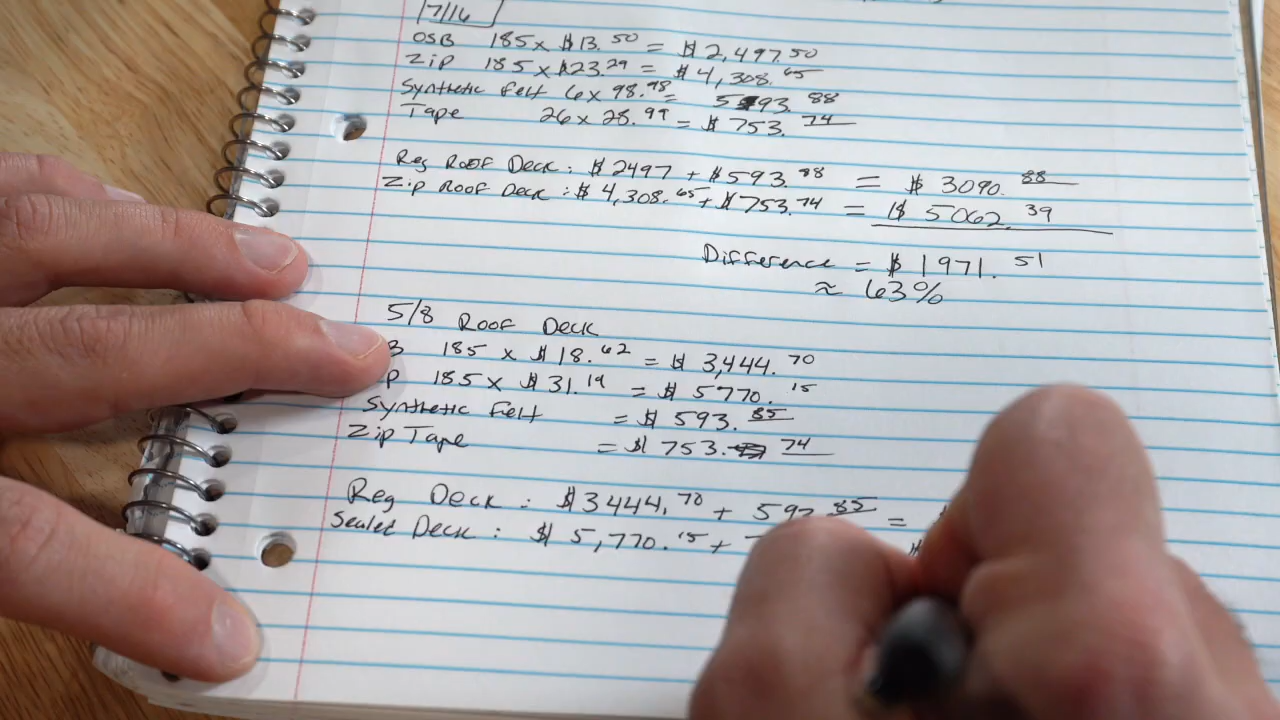 7/16
OSB 185 x $13.50 = $2,497.50
Zip 185 x $23.29 = $4,308.65
Synthetic Felt 6 x 98.98 = 593.88
Tape 26 x 28.99 = $753.74
Reg Roof Deck: $2497 + $593.88 = $3090.88
Zip Roof Deck: $4,308.65 + $753.74 = $5062.39
Difference = $1971.51
≈ 63%
5/8 Roof Deck
B 185 x $18.62 = $3,444.70
P 185 x $31.19 = $5770.15
Synthetic Felt = $593.85
Zip Tape = $753.74
Reg Deck: $3444.70 + 593.85 =
Sealed Deck: $5,770.15 +